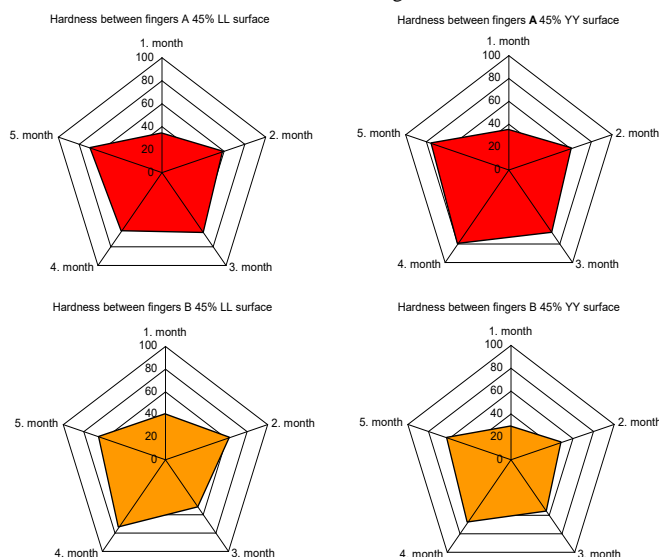 Hardness between fingers A 45% LL surface
1. month
100
80
60
40
20
0
2. month
3. month
4. month
5. month
Hardness between fingers A 45% YY surface
1. month
100
80
60
40
20
0
2. month
3. month
4. month
5. month
Hardness between fingers B 45% LL surface
1. month
100
80
60
40
20
0
2. month
3. month
4. month
5. month
Hardness between fingers B 45% YY surface
1. month
100
80
60
40
20
0
2. month
3. month
4. month
5. month